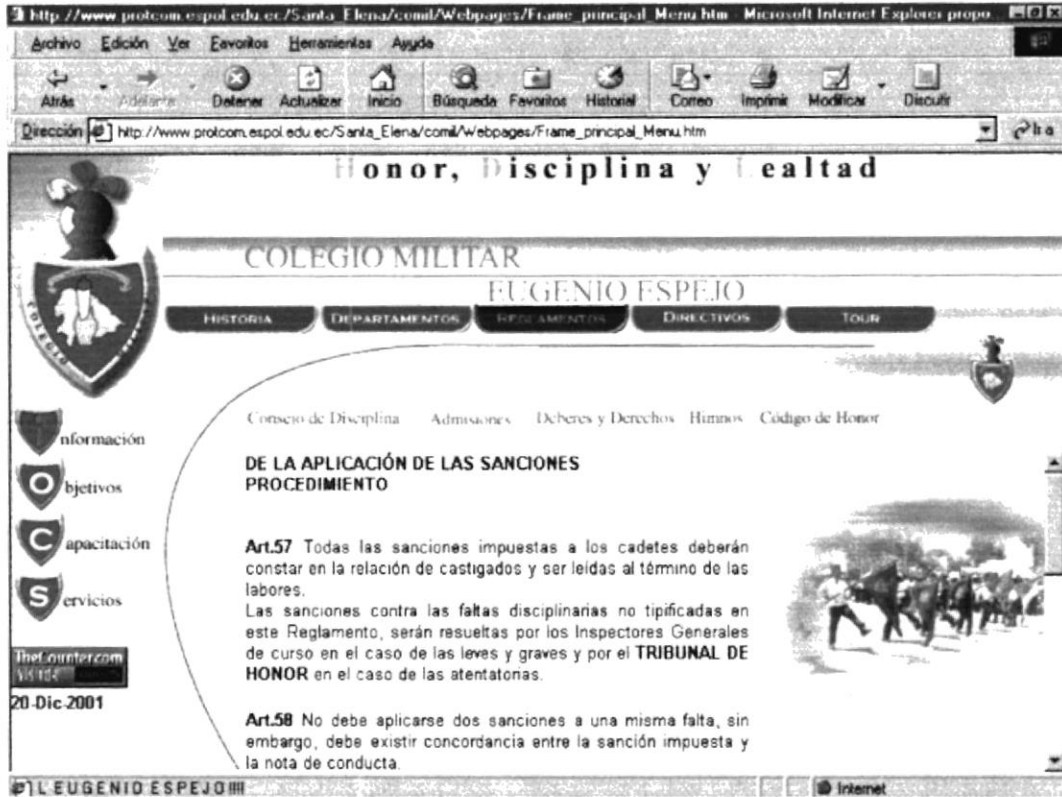 http://www.protcom.espol.edu.ec/Santa_Elena/comil/Webpages/Frame_principal_Menu.htm - Microsoft Internet Explorer propo...
Archivo Edición Ver Favoritos Herramientas Ayuda
Atrás Adelante Detener Actualizar Inicio Búsqueda Favoritos Historial Correo Imprimir Modificar Discutir
Dirección http://www.protcom.espol.edu.ec/Santa_Elena/comil/Webpages/Frame_principal_Menu.htm Ir a
Honor, Disciplina y Lealtad
COLEGIO MILITAR
EUGENIO ESPEJO
COLEGIO
HISTORIA DEPARTAMENTOS REGLAMENTOS DIRECTIVOS TOUR
Consejo de Disciplina Admisiones Deberes y Derechos Himnos Código de Honor
Información
Objetivos
Capacitación
Servicios
TheCounter.com
20-Dic-2001
DE LA APLICACIÓN DE LAS SANCIONES
PROCEDIMIENTO
Art.57 Todas las sanciones impuestas a los cadetes deberán
constar en la relación de castigados y ser leídas al término de las
labores.
Las sanciones contra las faltas disciplinarias no tipificadas en
este Reglamento, serán resueltas por los Inspectores Generales
de curso en el caso de las leves y graves y por el TRIBUNAL DE
HONOR en el caso de las atentatorias.
Art.58 No debe aplicarse dos sanciones a una misma falta, sin
embargo, debe existir concordancia entre la sanción impuesta y
la nota de conducta.
L EUGENIO ESPEJO!!!! Internet